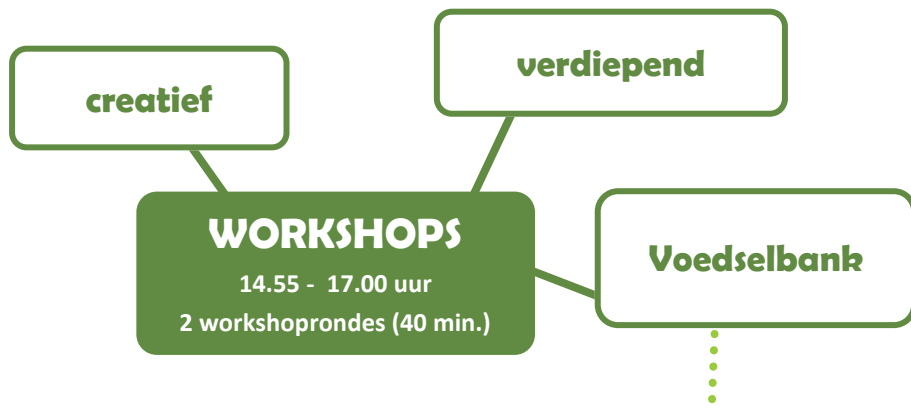 verdiepend
creatief
WORKSHOPS
14.55 - 17.00 uur
2 workshoprondes (40 min.)
Voedselbank